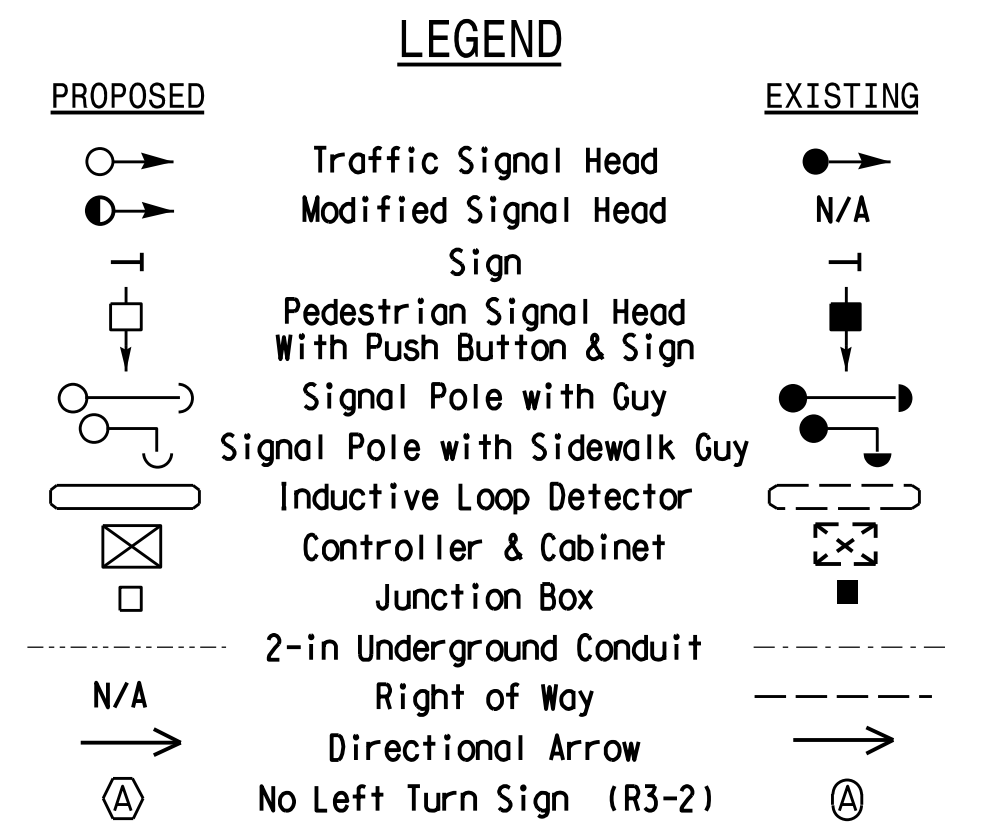 LEGEND
PROPOSED EXISTING
Traffic Signal Head
Modified Signal Head N/A
Sign
Pedestrian Signal Head
With Push Button & Sign
Signal Pole with Guy
Signal Pole with Sidewalk Guy
Inductive Loop Detector
Controller & Cabinet
Junction Box
2-in Underground Conduit
N/A Right of Way
Directional Arrow
A No Left Turn Sign (R3-2) A